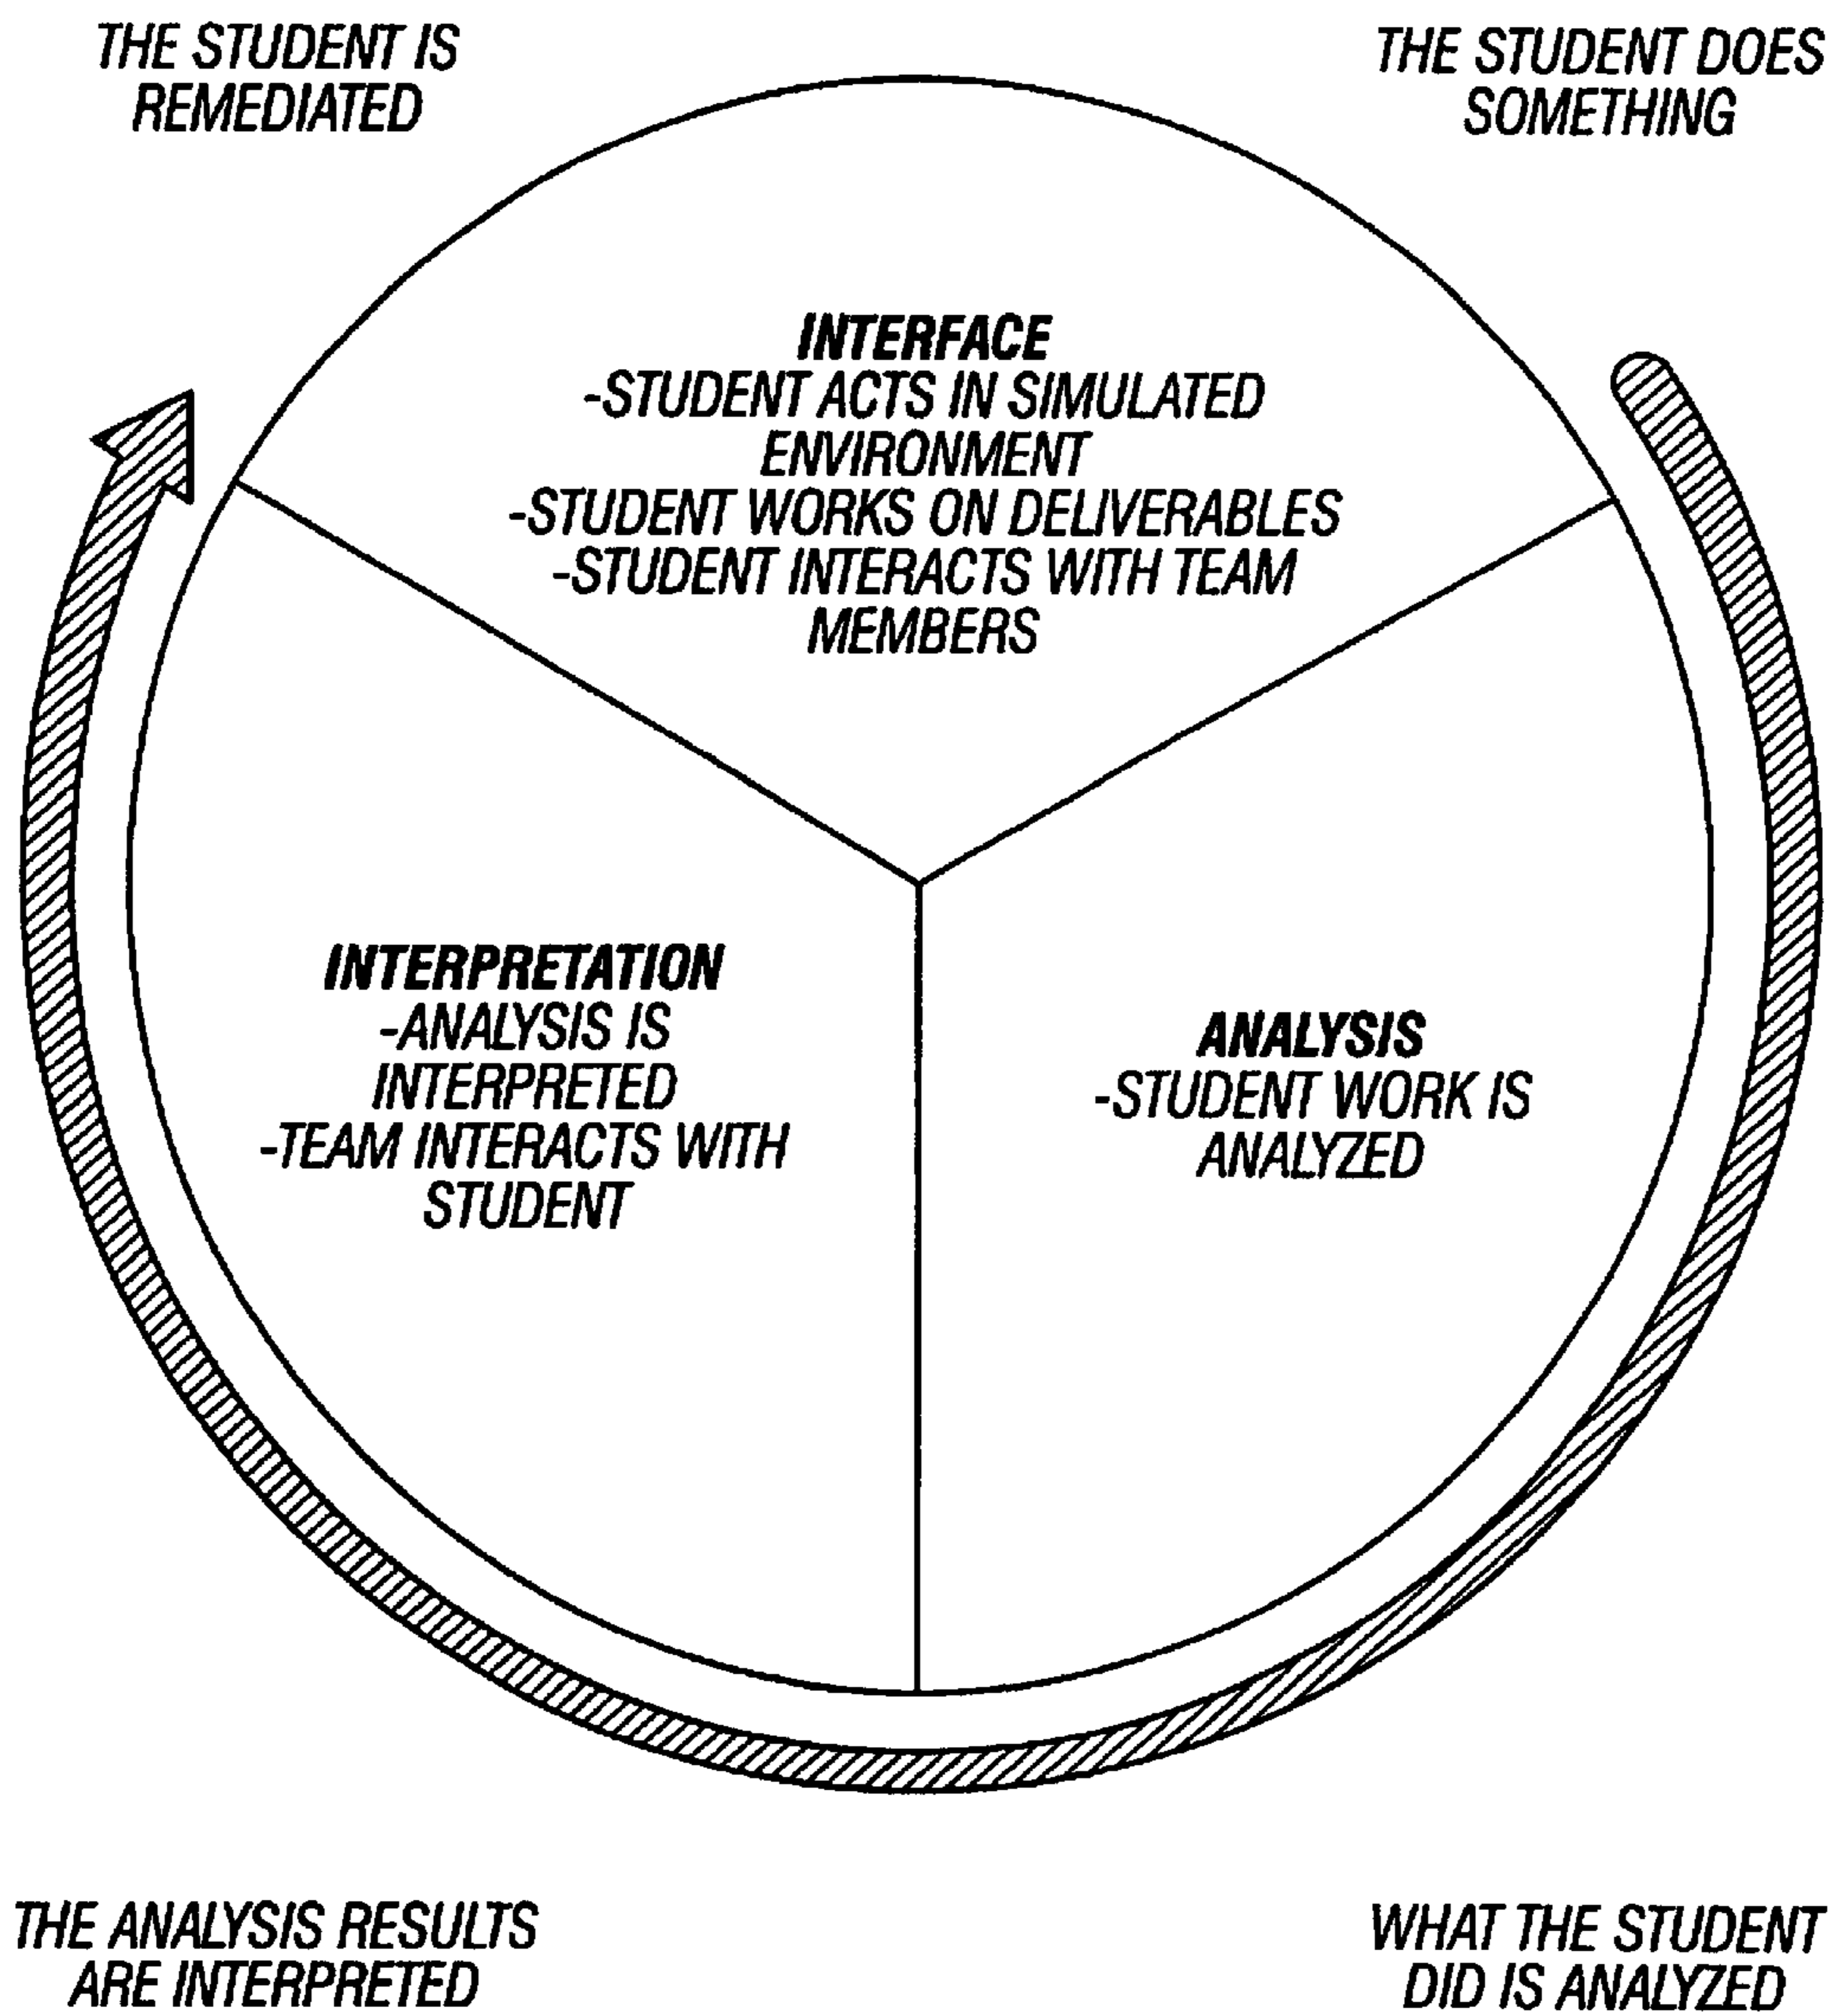 THE STUDENT IS
REMEDIATED
THE STUDENT DOES
SOMETHING
INTERFACE
-STUDENT ACTS IN SIMULATED
ENVIRONMENT
-STUDENT WORKS ON DELIVERABLES
-STUDENT INTERACTS WITH TEAM
MEMBERS
INTERPRETATION
-ANALYSIS IS
INTERPRETED
-TEAM INTERACTS WITH
STUDENT
ANALYSIS
-STUDENT WORK IS
ANALYZED
THE ANALYSIS RESULTS
ARE INTERPRETED
WHAT THE STUDENT
DID IS ANALYZED